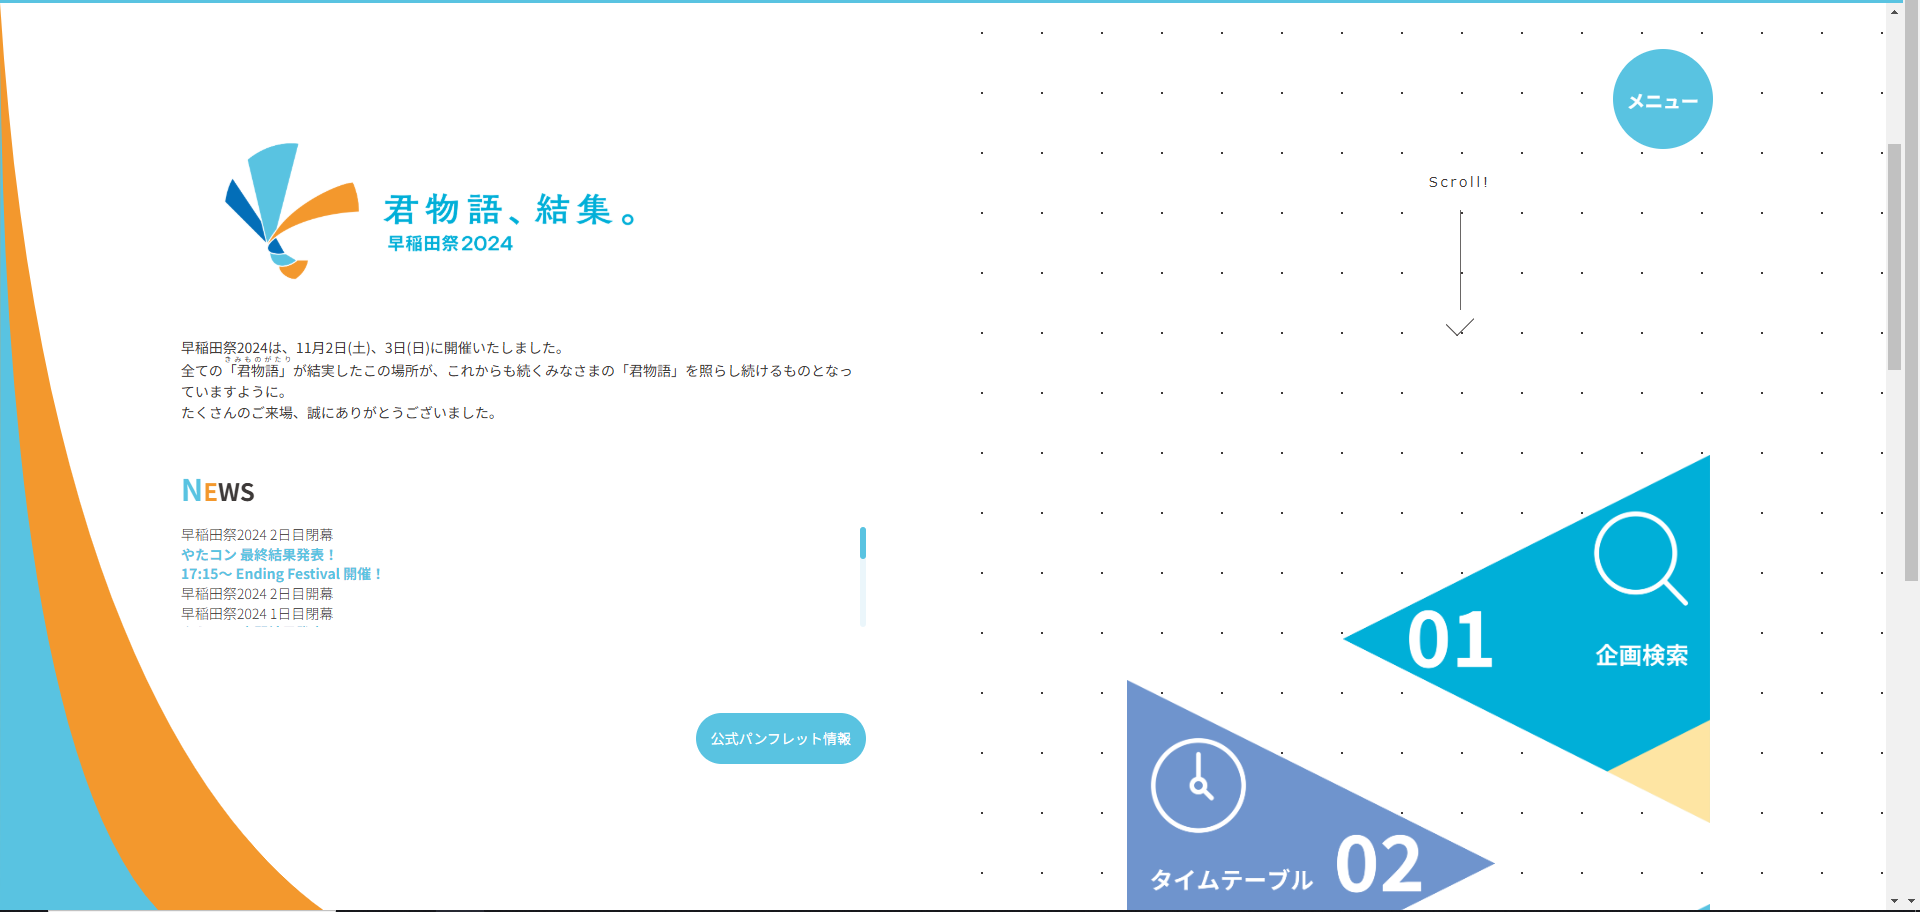 メニュー
Scroll!
君物語、結集。
早稲田祭2024
早稲田祭2024は、11月2日(土)、3日(日)に開催いたしました。
きみものがたり
全ての「君物語」が結実したこの場所が、これからも続くみなさまの「君物語」を照らし続けるものとなっ
ていますように。
たくさんのご来場、誠にありがとうございました。
NEWS
早稲田祭2024 2日目閉幕
やたコン 最終結果発表！
17:15～ Ending Festival 開催！
早稲田祭2024 2日目開幕
早稲田祭2024 1日目閉幕
公式パンフレット情報
01
企画検索
02
タイムテーブル